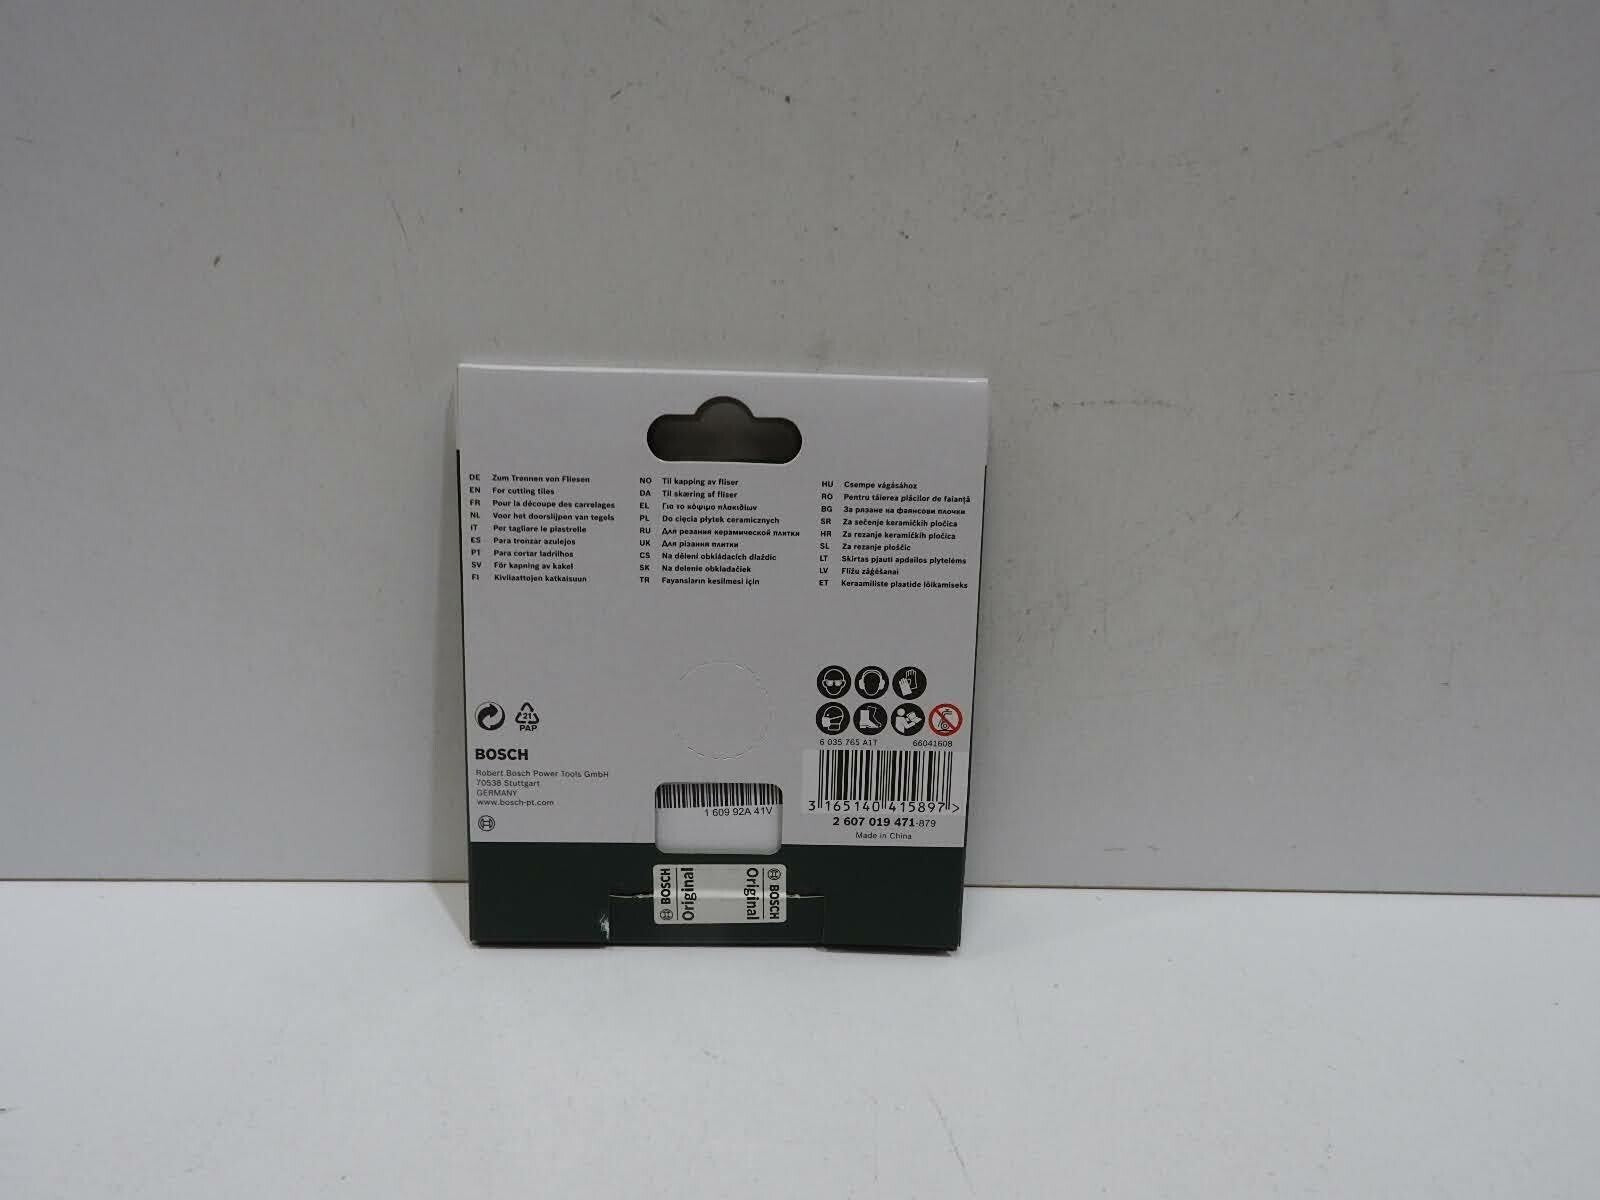 DE Zum Trennen von Fliesen
EN For cutting tiles
FR Pour la découpe des carrelages
NL Voor het doorslijpen van tegels
IT Per tagliare le piastrelle
ES Para tronzar azulejos
PT Para cortar ladrilhos
SV För kapning av kakel
FI Kivilaattojen katkaisuun
NO Til kapping av fliser
DA Til skæring af fliser
EL Για το κόψιμο πλακιδίων
PL Do cięcia płytek ceramicznych
RU Для резания керамической плитки
UK Для різання плитки
CS Na dělení obkládacích dlaždic
SK Na delenie obkladačiek
TR Fayansların kesilmesi için
HU Csempe vágásához
RO Pentru tăierea plăcilor de faianţă
BG За рязане на фаянсови плочки
SR Za sečenje keramičkih pločica
HR Za rezanje keramičkih pločica
SL Za rezanje ploščic
LT Skirtas pjauti apdailos plytelėms
LV Flīžu zāģēšanai
ET Keraamiliste plaatide lõikamiseks
21
PAP
BOSCH
Robert Bosch Power Tools GmbH
70538 Stuttgart
GERMANY
www.bosch-pt.com
1 609 92A 41V
6 035 765 A1T 66041608
3 165140 415897 >
2 607 019 471-879
Made in China
BOSCH
Original
BOSCH
Original